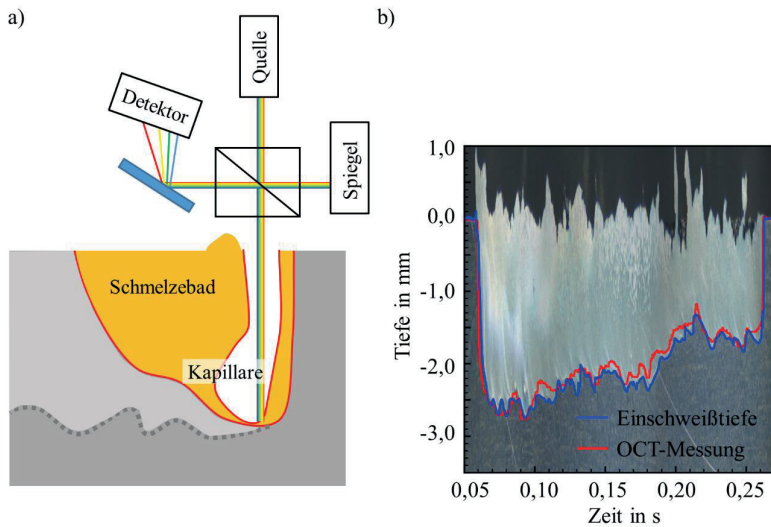 a)
Quelle
Detektor
Spiegel
Schmelzebad
Kapillare
b)
1,0
0,0
-1,0
-2,0
-3,0
Tiefe in mm
Einschweißtiefe
OCT-Messung
0,05 0,10 0,15 0,20 0,25
Zeit in s